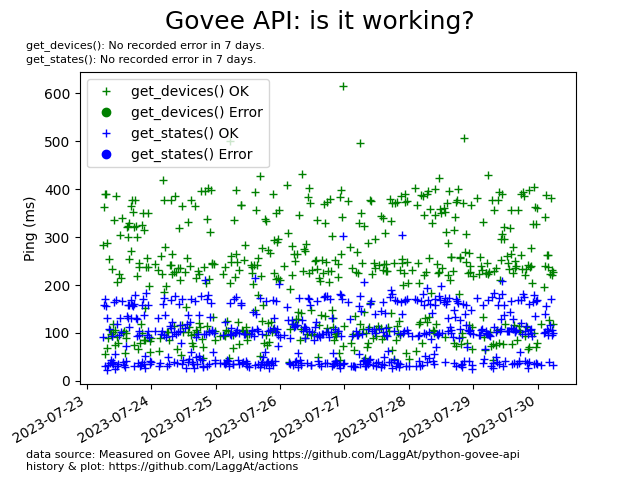 Govee API: is it working?
get_devices(): No recorded error in 7 days.
get_states(): No recorded error in 7 days.
get_devices() OK
get_devices() Error
get_states() OK
get_states() Error
Ping (ms)
600
500
400
300
200
100
0
2023-07-23
2023-07-24
2023-07-25
2023-07-26
2023-07-27
2023-07-28
2023-07-29
2023-07-30
data source: Measured on Govee API, using https://github.com/LaggAt/python-govee-api
history & plot: https://github.com/LaggAt/actions